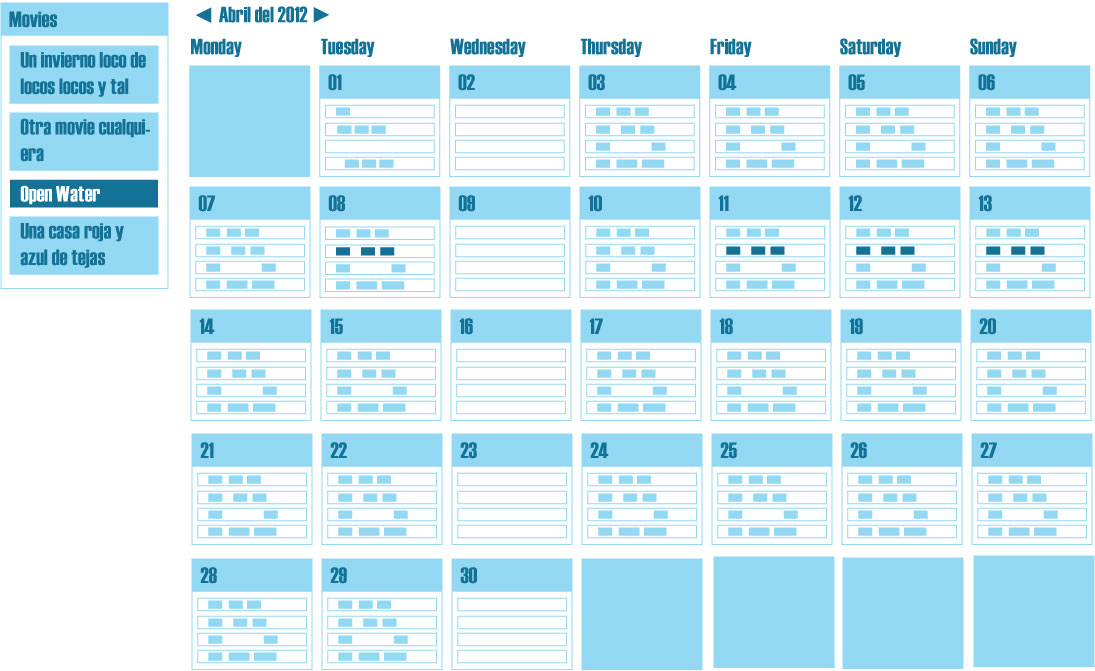 Movies
Un invierno loco de
locos locos y tal
Otra movie cualqui-
era
Open Water
Una casa roja y
azul de tejas
Abril del 2012
Monday Tuesday Wednesday Thursday Friday Saturday Sunday
01 02 03 04 05 06
07 08 09 10 11 12 13
14 15 16 17 18 19 20
21 22 23 24 25 26 27
28 29 30